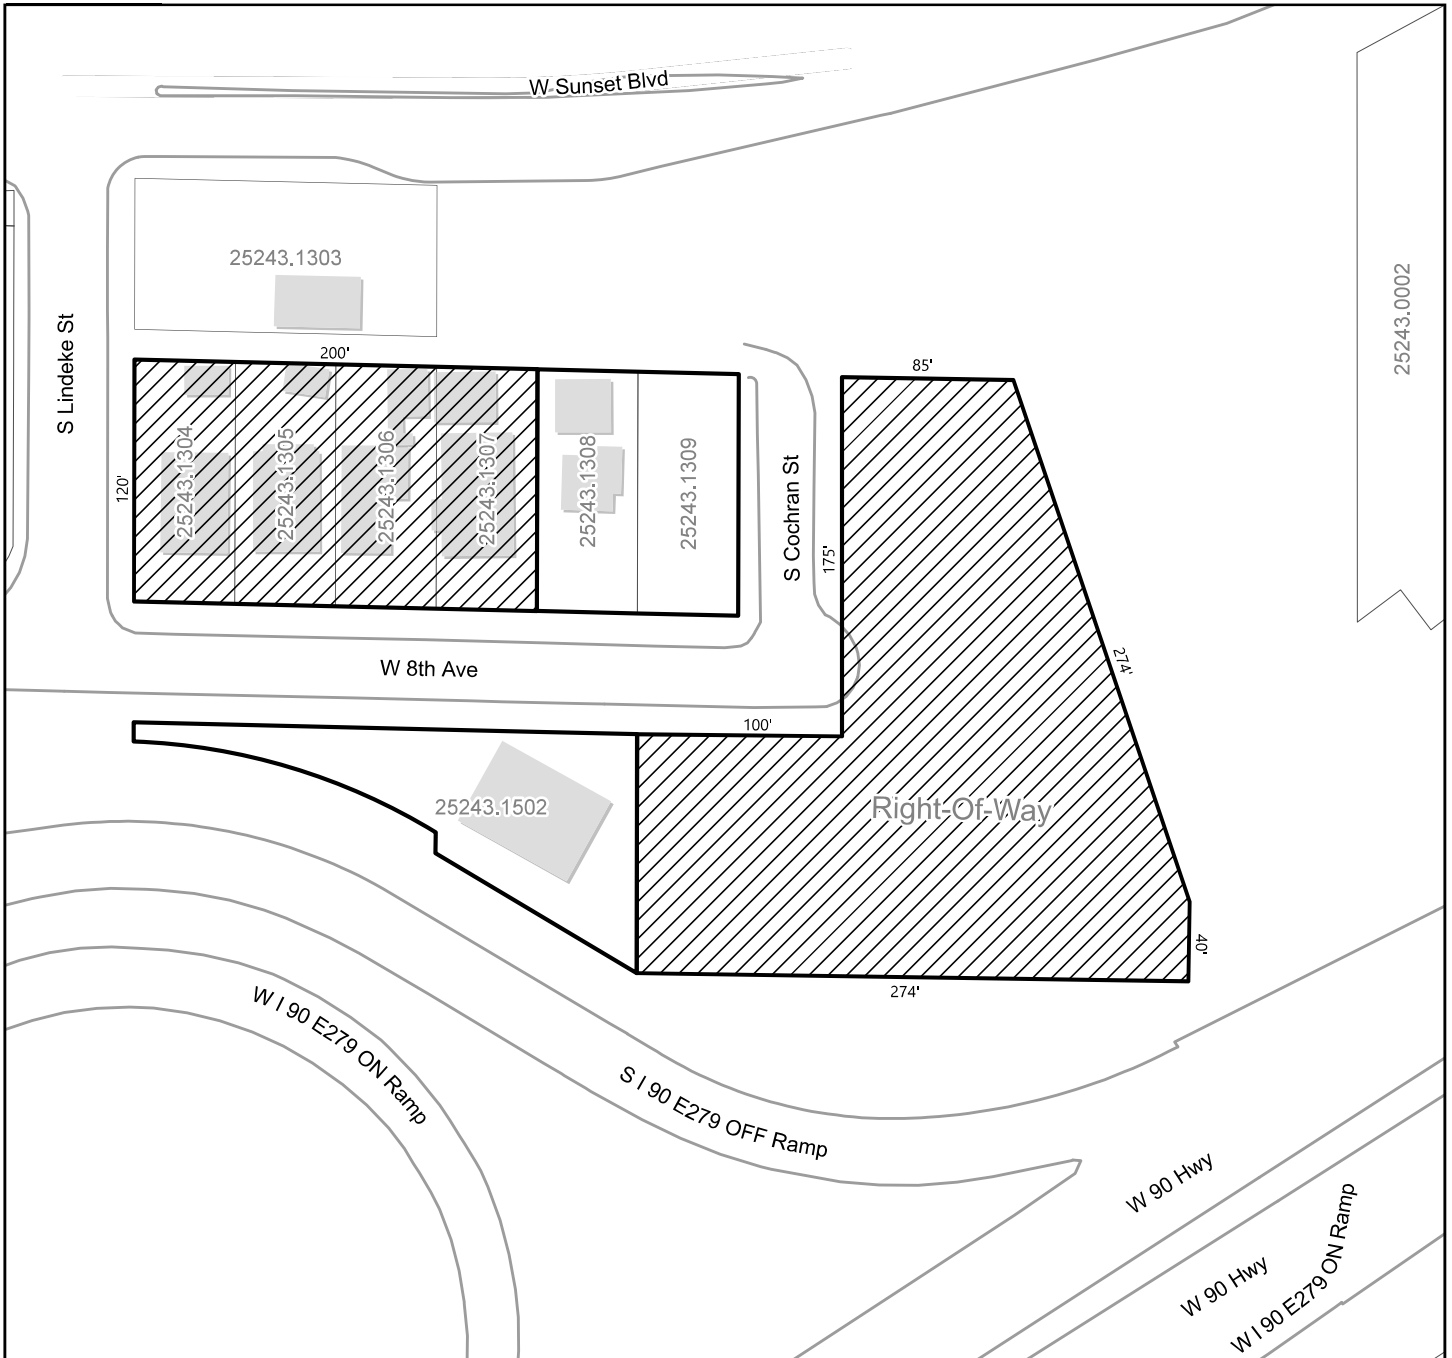 W Sunset Blvd
25243.1303
25243.0002
S Lindeke St
200'
85'
120'
25243.1304
25243.1305
25243.1306
25243.1307
25243.1308
25243.1309
S Cochran St
175'
274'
W 8th Ave
100'
25243.1502
Right-Of-Way
40'
274'
W I 90 E279 ON Ramp
S I 90 E279 OFF Ramp
W 90 Hwy
W 90 Hwy
W I 90 E279 ON Ramp